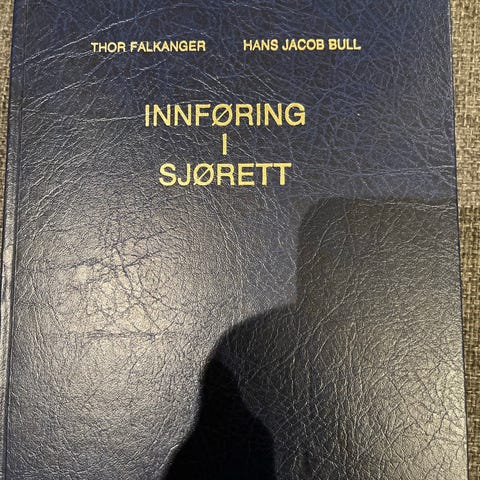 THOR FALKANGER HANS JACOB BULL
INNFØRING
I
SJØRETT